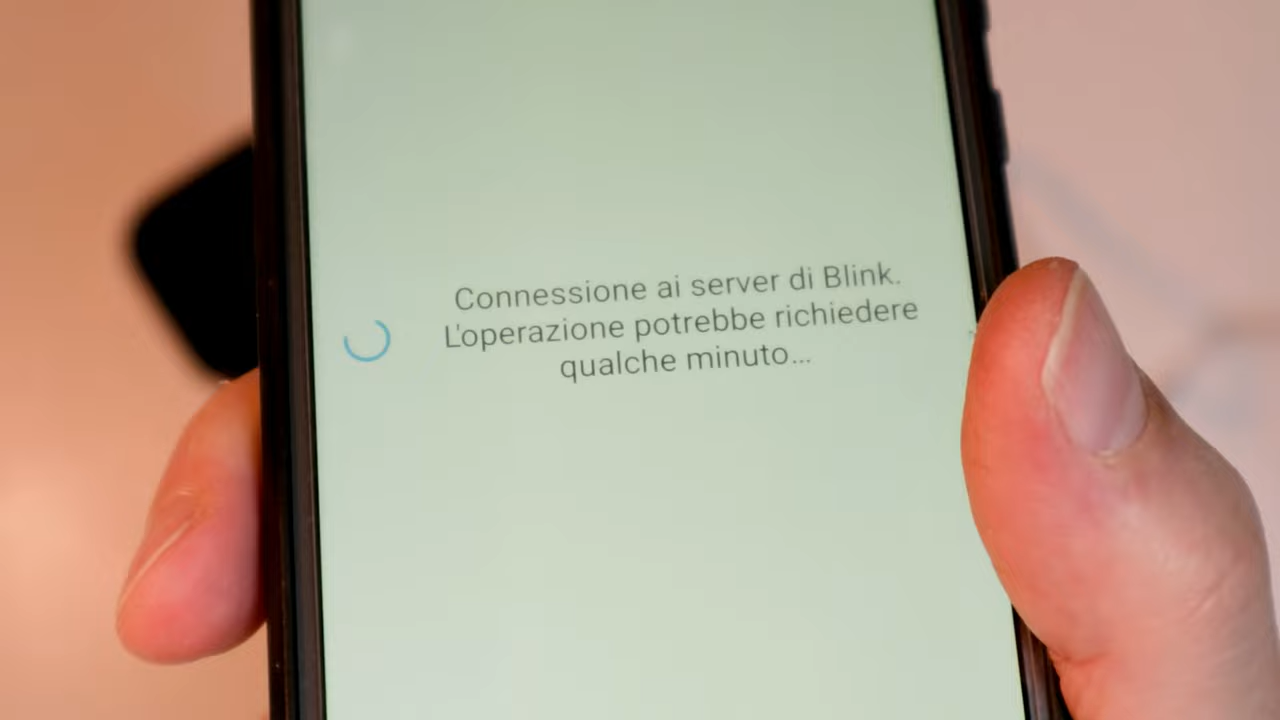 Connessione ai server di Blink.
L'operazione potrebbe richiedere
qualche minuto...